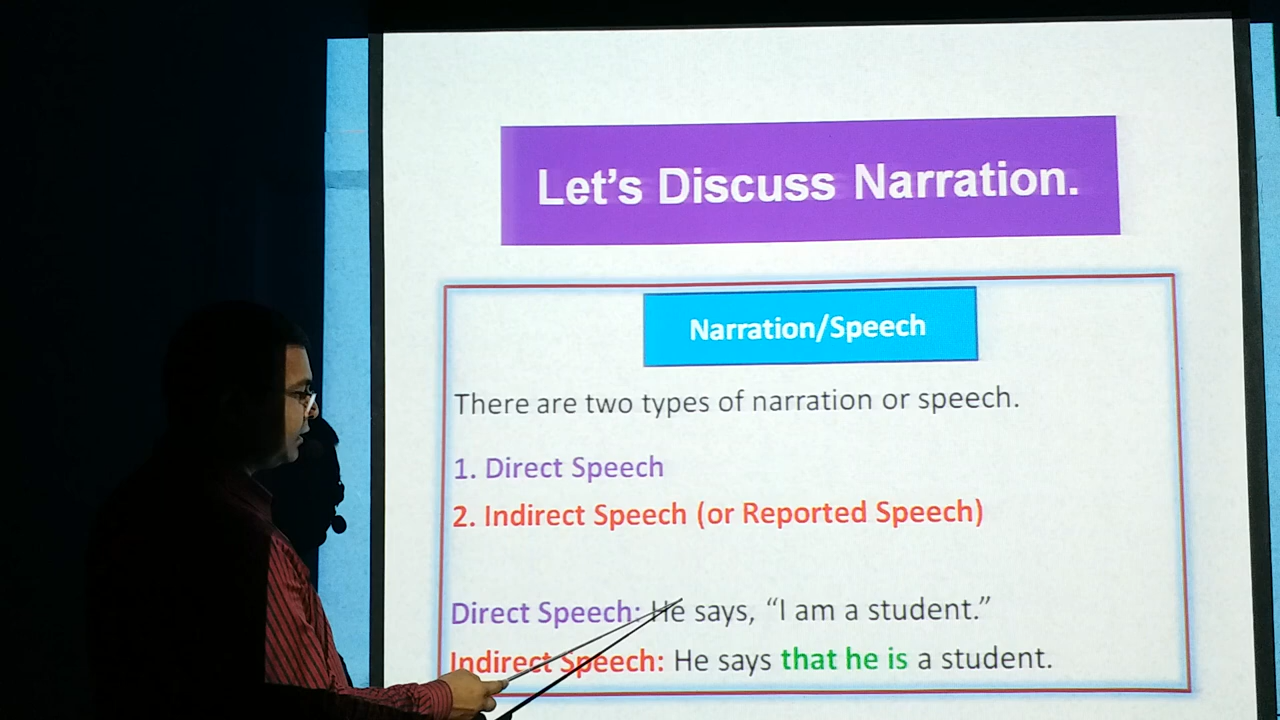 Let’s Discuss Narration.
Narration/Speech
There are two types of narration or speech.
1. Direct Speech
2. Indirect Speech (or Reported Speech)
Direct Speech: He says, “I am a student.”
Indirect Speech: He says that he is a student.